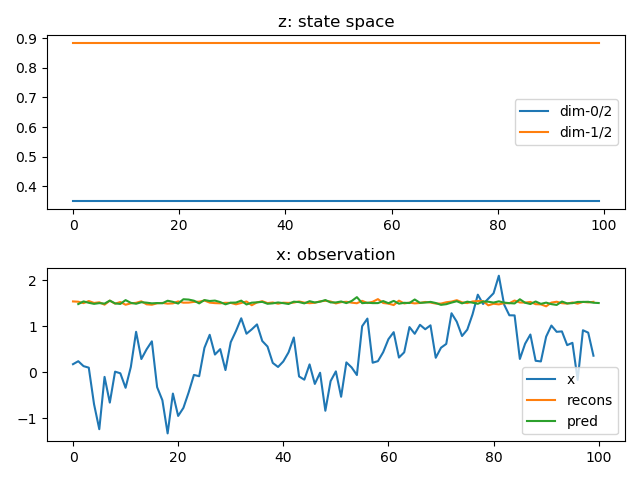 z: state space
0.9
0.8
0.7
0.6
0.5
0.4
dim-0/2
dim-1/2
0 20 40 60 80 100
x: observation
2
1
0
−1
x
recons
pred
0 20 40 60 80 100